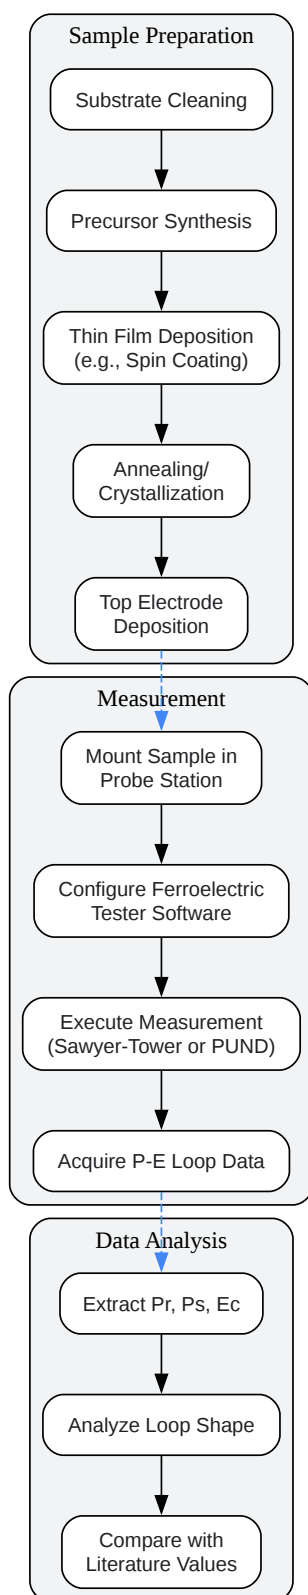 Sample Preparation
Substrate Cleaning
Precursor Synthesis
Thin Film Deposition
(e.g., Spin Coating)
Annealing/
Crystallization
Top Electrode
Deposition
Measurement
Mount Sample in
Probe Station
Configure Ferroelectric
Tester Software
Execute Measurement
(Sawyer-Tower or PUND)
Acquire P-E Loop Data
Data Analysis
Extract Pr, Ps, Ec
Analyze Loop Shape
Compare with
Literature Values